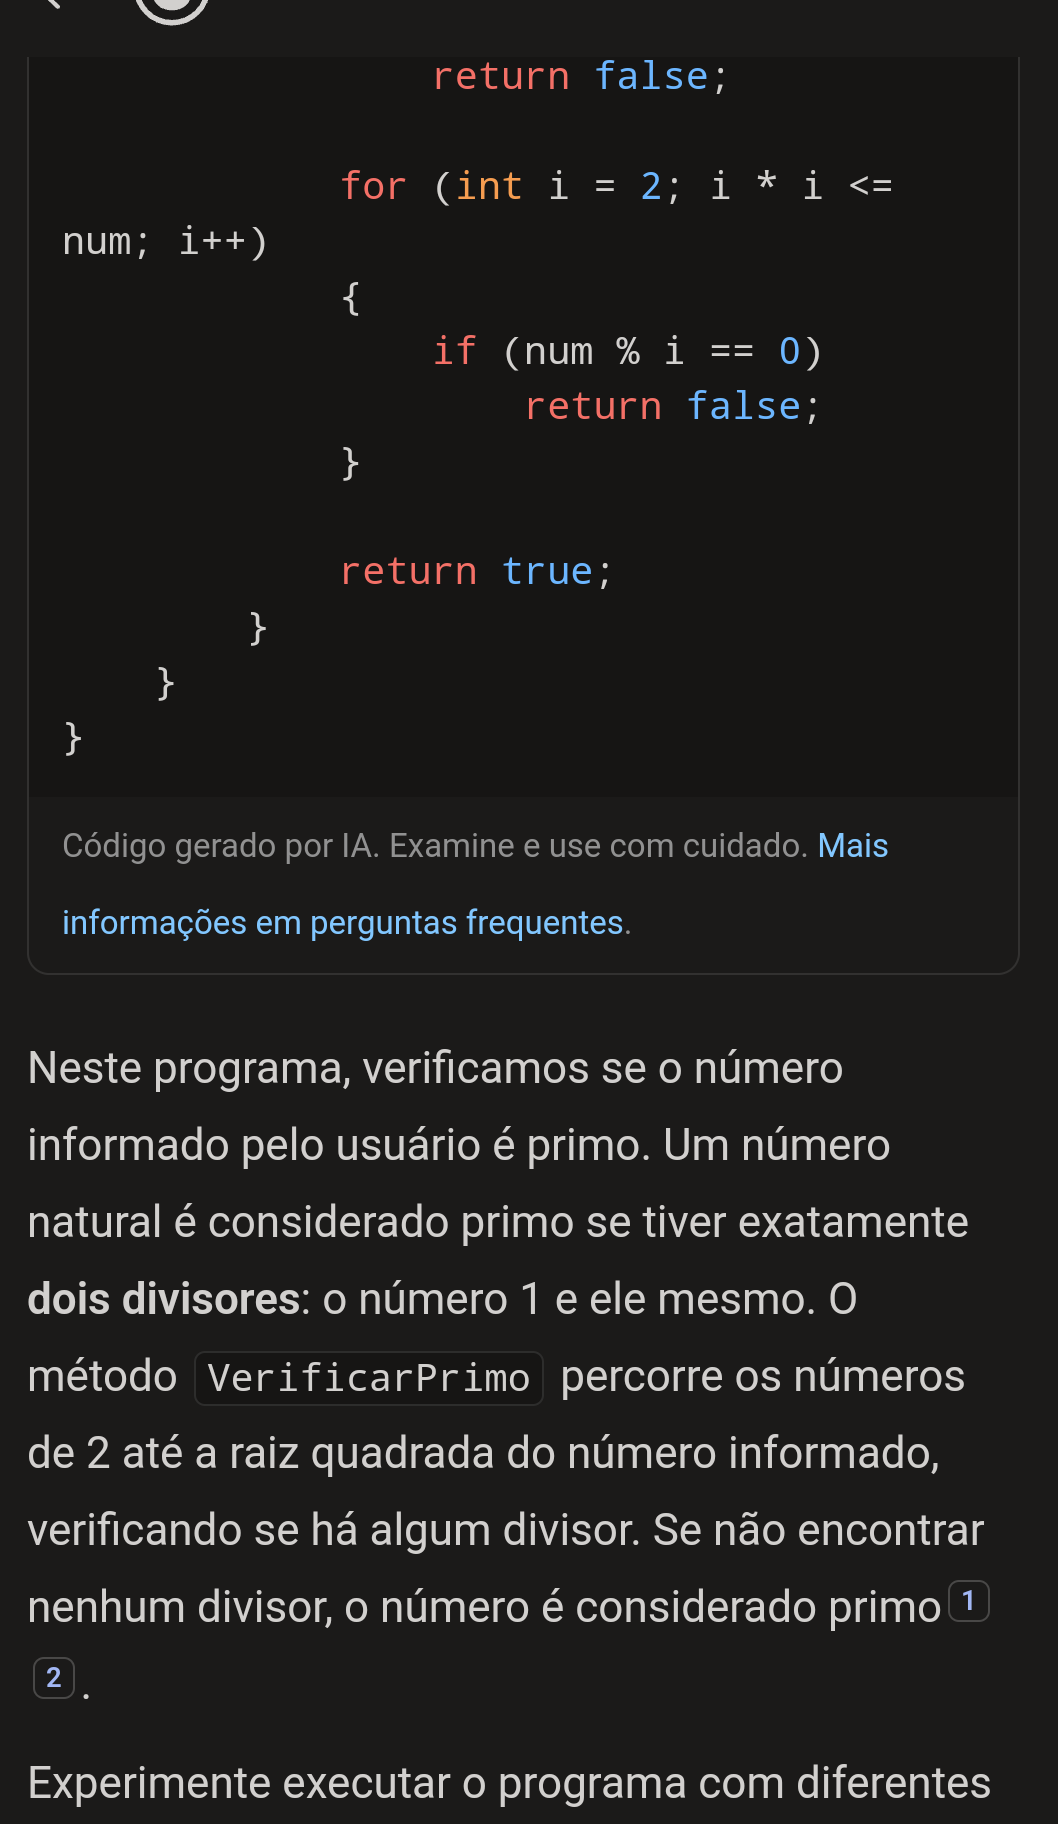 return false;
for (int i = 2; i * i <=
num; i++)
{
if (num % i == 0)
return false;
}
return true;
}
}
}
Código gerado por IA. Examine e use com cuidado. Mais
informações em perguntas frequentes.
Neste programa, verificamos se o número
informado pelo usuário é primo. Um número
natural é considerado primo se tiver exatamente
dois divisores: o número 1 e ele mesmo. O
método VerificarPrimo percorre os números
de 2 até a raiz quadrada do número informado,
verificando se há algum divisor. Se não encontrar
nenhum divisor, o número é considerado primo 1
2 .
Experimente executar o programa com diferentes